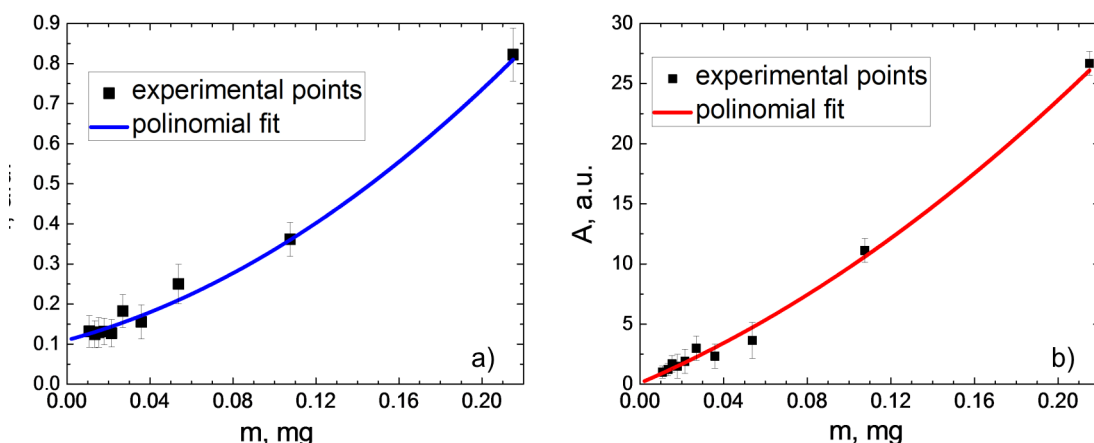 0.9
0.8
0.7
0.6
0.5
0.4
0.3
0.2
0.1
0.0
experimental points
polinomial fit
a)
0.00 0.04 0.08 0.12 0.16 0.20
m, mg
30
25
20
15
10
5
0
A, a.u.
experimental points
polinomial fit
b)
0.00 0.04 0.08 0.12 0.16 0.20
m, mg